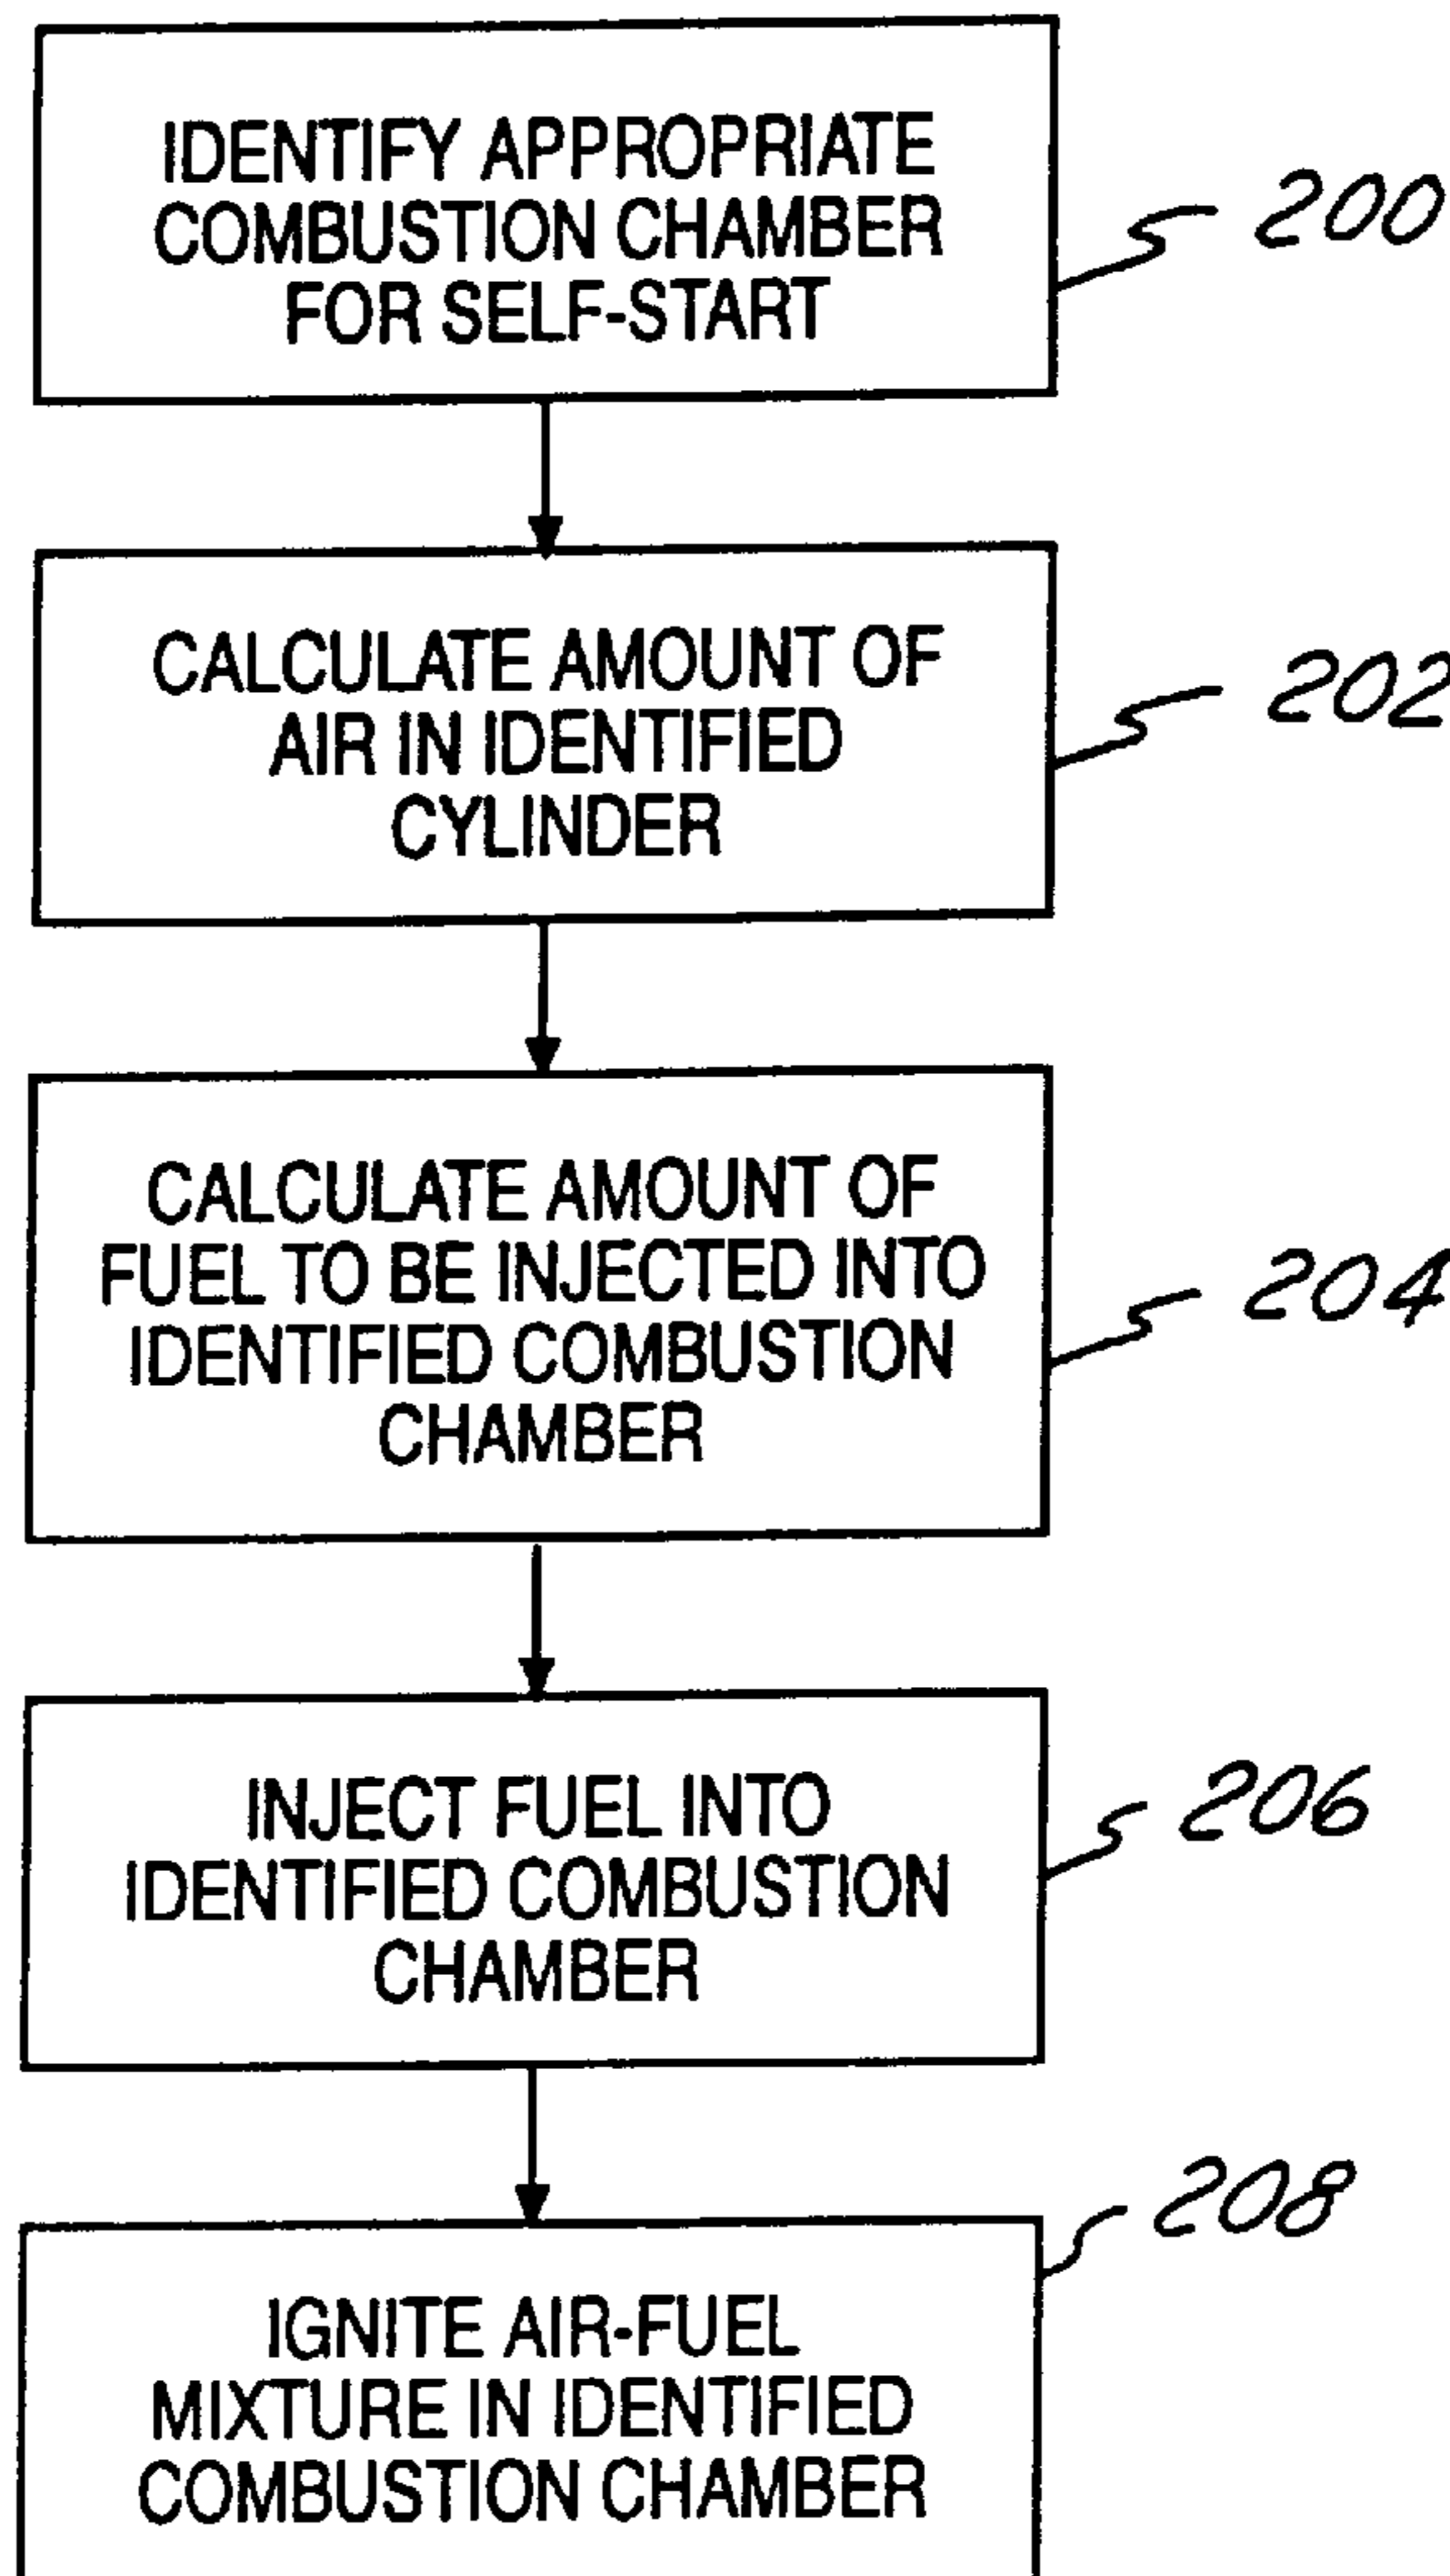 IDENTIFY APPROPRIATE
COMBUSTION CHAMBER
FOR SELF-START
200
CALCULATE AMOUNT OF
AIR IN IDENTIFIED
CYLINDER
202
CALCULATE AMOUNT OF
FUEL TO BE INJECTED INTO
IDENTIFIED COMBUSTION
CHAMBER
204
INJECT FUEL INTO
IDENTIFIED COMBUSTION
CHAMBER
206
208
IGNITE AIR-FUEL
MIXTURE IN IDENTIFIED
COMBUSTION CHAMBER